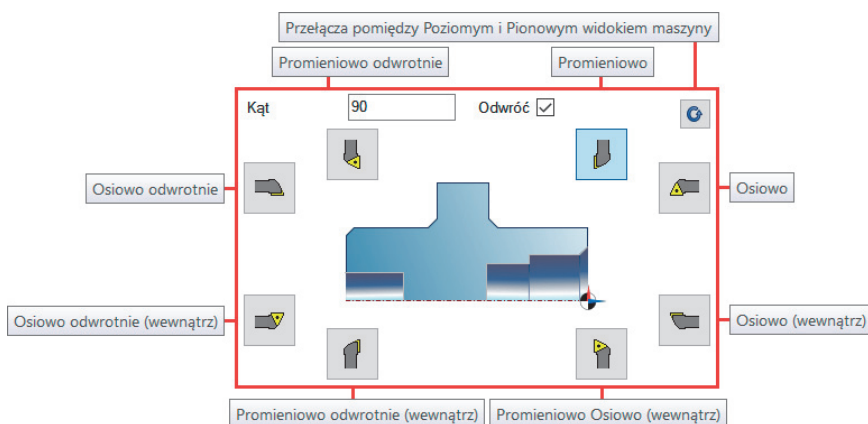 Przełącza pomiędzy Poziomym i Pionowym widokiem maszyny
Promieniowo odwrotnie
Promieniowo
Kąt
90
Odwróć
Osiowo odwrotnie
Osiowo
Osiowo odwrotnie (wewnątrz)
Osiowo (wewnątrz)
Promieniowo odwrotnie (wewnątrz)
Promieniowo Osiowo (wewnątrz)